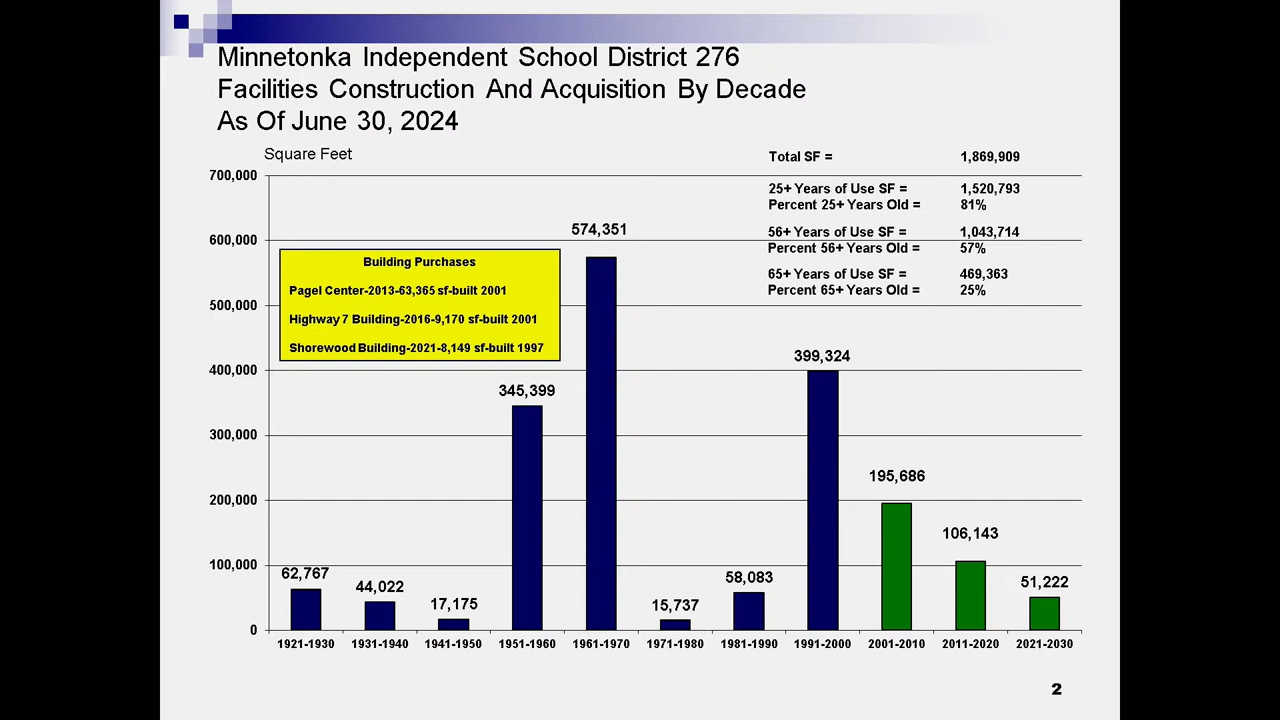 Minnetonka Independent School District 276
Facilities Construction And Acquisition By Decade
As Of June 30, 2024
Square Feet
Total SF = 1,869,909
25+ Years of Use SF = 1,520,793
Percent 25+ Years Old = 81%
56+ Years of Use SF = 1,043,714
Percent 56+ Years Old = 57%
65+ Years of Use SF = 469,363
Percent 65+ Years Old = 25%
Building Purchases
Pagel Center-2013-63,365 sf-built 2001
Highway 7 Building-2016-9,170 sf-built 2001
Shorewood Building-2021-8,149 sf-built 1997
700,000
600,000
500,000
400,000
300,000
200,000
100,000
0
62,767
44,022
17,175
345,399
574,351
15,737
58,083
399,324
195,686
106,143
51,222
1921-1930 1931-1940 1941-1950 1951-1960 1961-1970 1971-1980 1981-1990 1991-2000 2001-2010 2011-2020 2021-2030
2